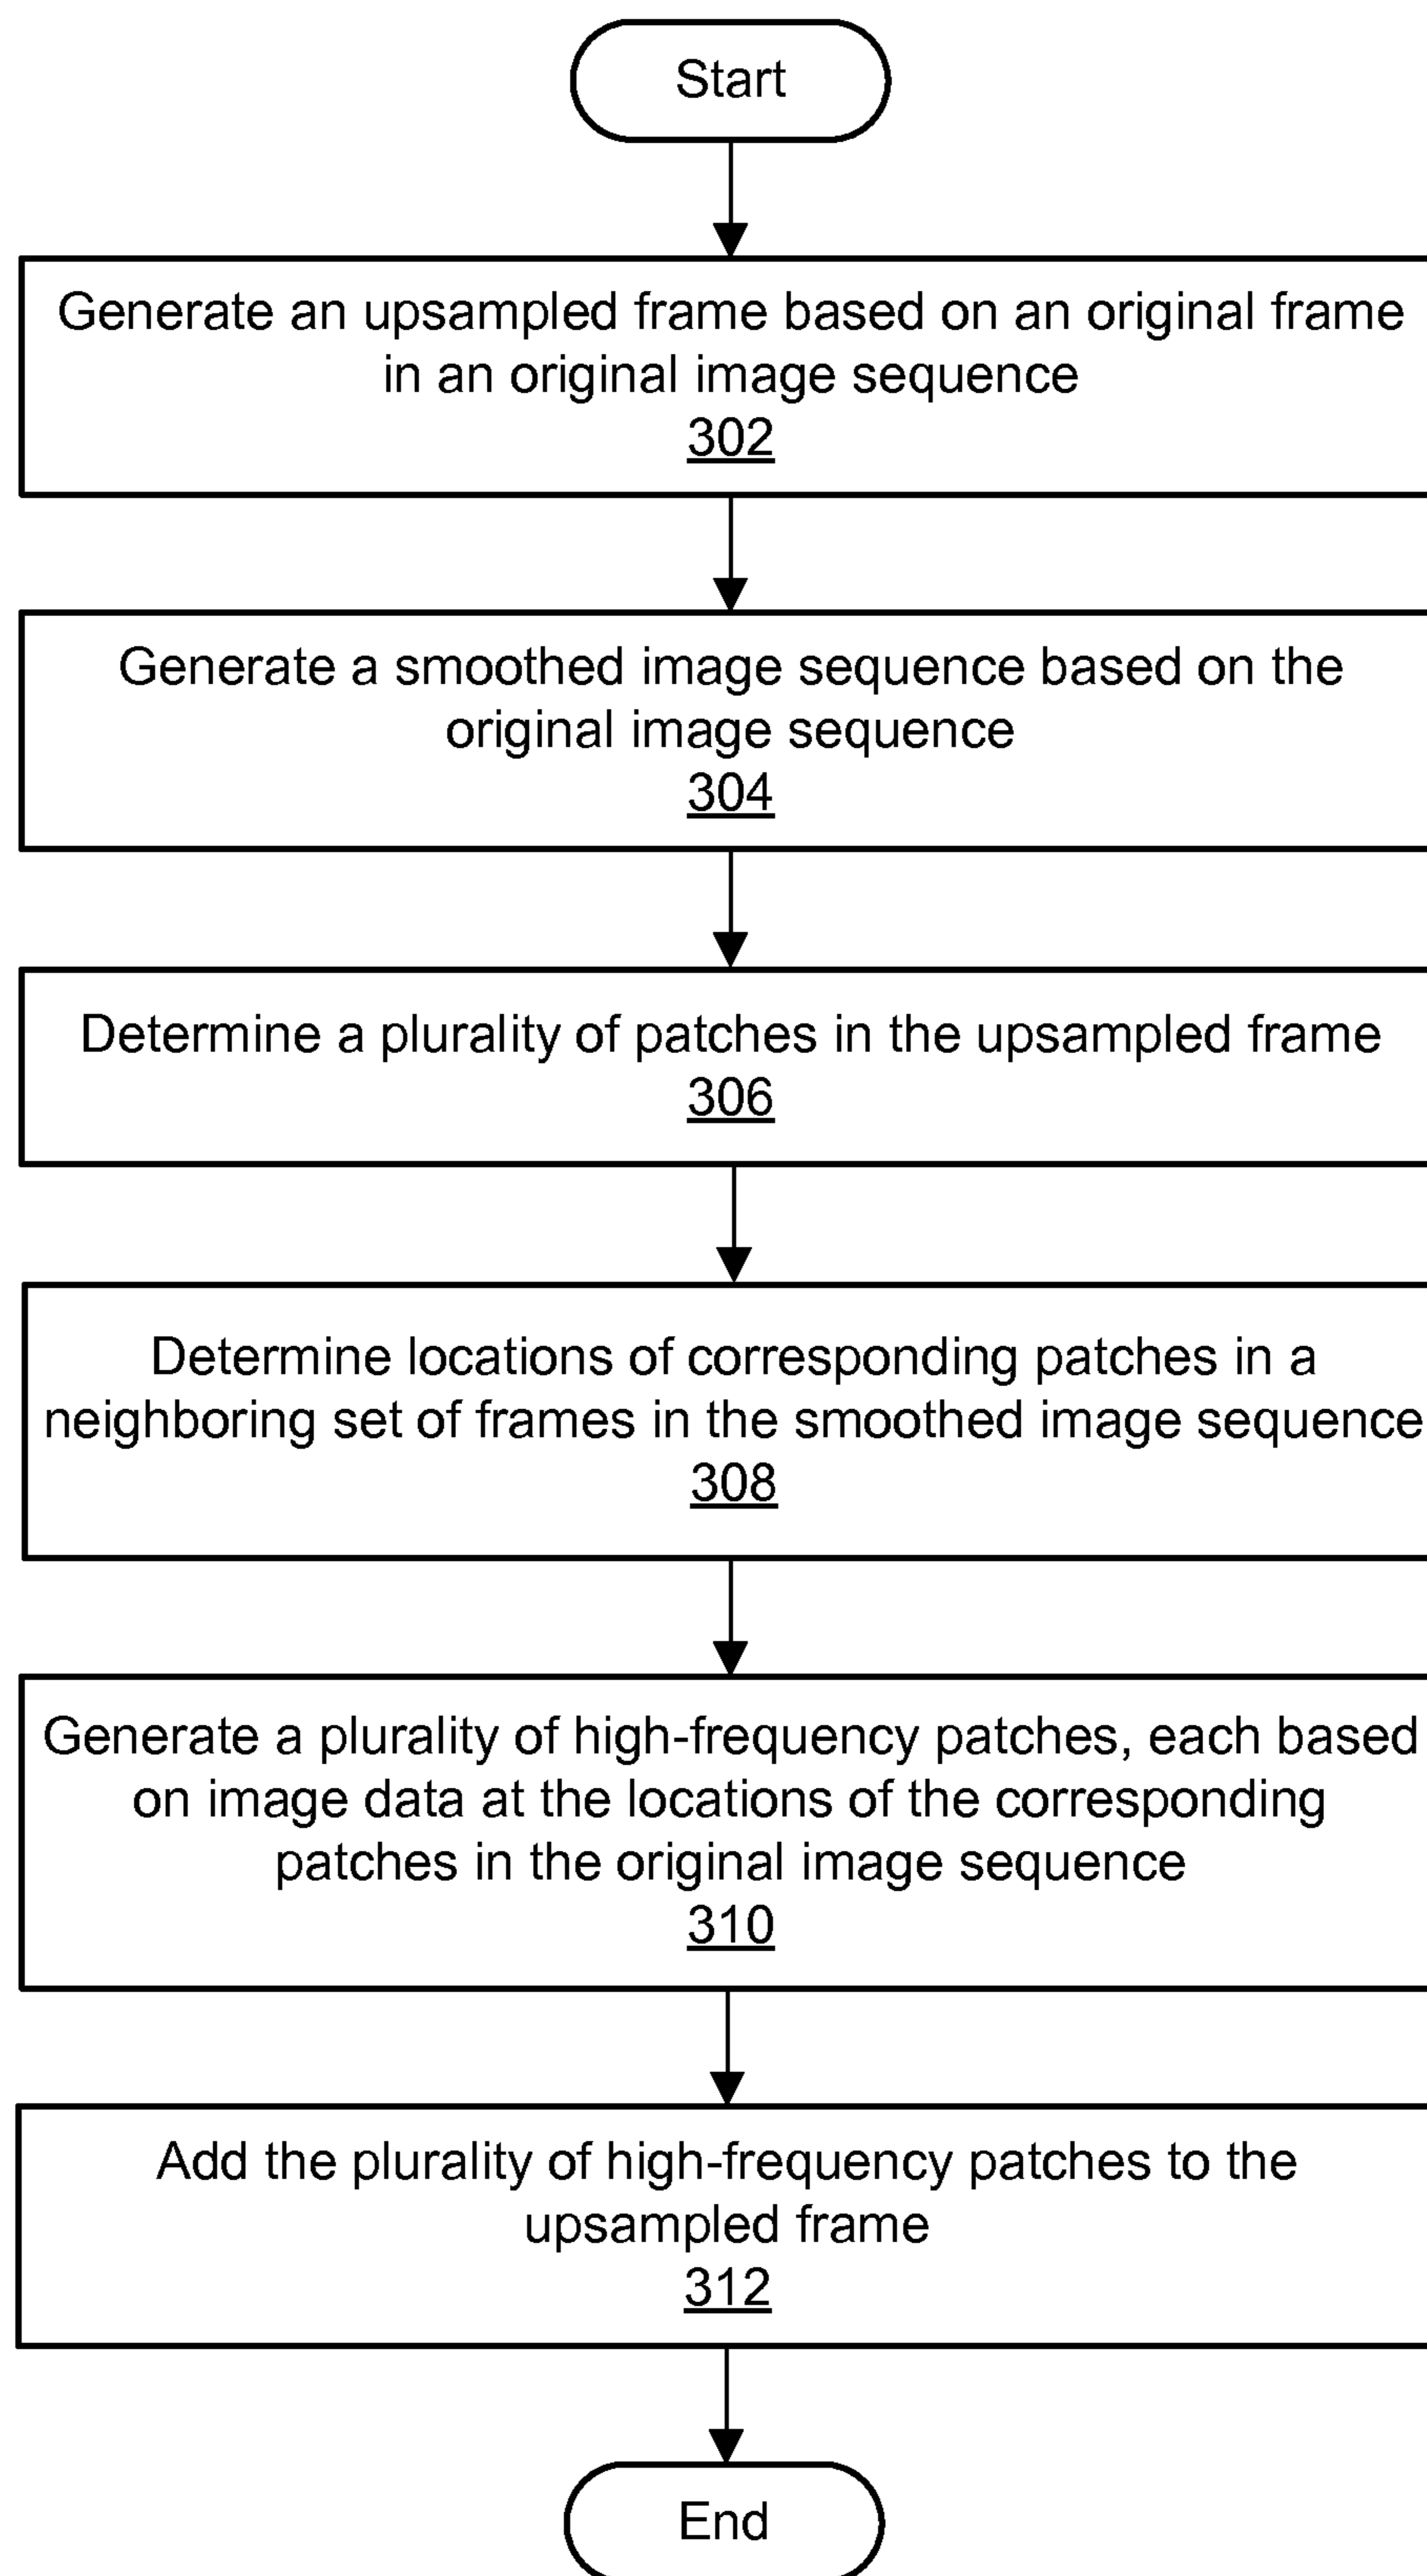 Start
Generate an upsampled frame based on an original frame
in an original image sequence
302
Generate a smoothed image sequence based on the
original image sequence
304
Determine a plurality of patches in the upsampled frame
306
Determine locations of corresponding patches in a
neighboring set of frames in the smoothed image sequence
308
Generate a plurality of high-frequency patches, each based
on image data at the locations of the corresponding
patches in the original image sequence
310
Add the plurality of high-frequency patches to the
upsampled frame
312
End